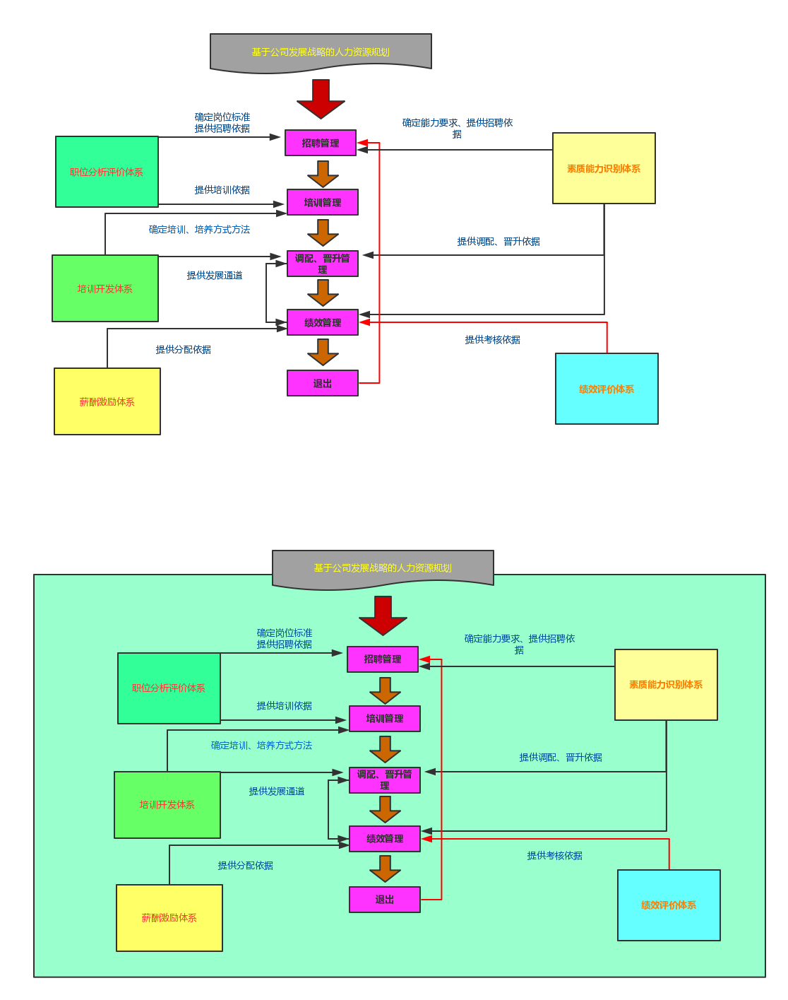 基于公司发展战略的人力资源规划
确定岗位标准
提供招聘依据
确定能力要求、提供招聘依
据
招聘管理
职位分析评价体系
素质能力识别体系
提供培训依据
培训管理
确定培训、培养方式方法
提供调配、晋升依据
调配、晋升管
理
提供发展通道
培训开发体系
绩效管理
提供考核依据
提供分配依据
退出
绩效评价体系
薪酬激励体系
基于公司发展战略的人力资源规划
确定岗位标准
提供招聘依据
确定能力要求、提供招聘依
据
招聘管理
职位分析评价体系
素质能力识别体系
提供培训依据
培训管理
确定培训、培养方式方法
提供调配、晋升依据
调配、晋升管
理
提供发展通道
培训开发体系
绩效管理
提供考核依据
提供分配依据
退出
绩效评价体系
薪酬激励体系